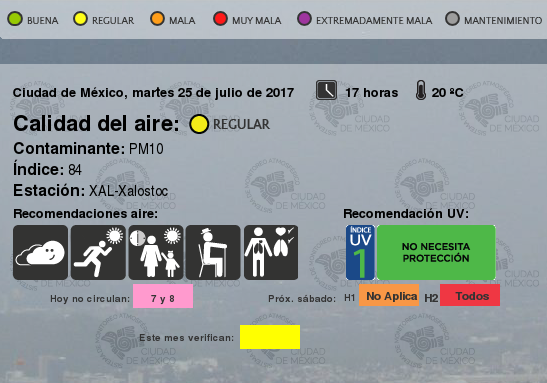 BUENA REGULAR MALA MUY MALA EXTREMADAMENTE MALA MANTENIMIENTO
Ciudad de México, martes 25 de julio de 2017 17 horas 20 ºC
Calidad del aire: REGULAR
Contaminante: PM10
Índice: 84
Estación: XAL-Xalostoc
Recomendaciones aire: Recomendación UV:
ÍNDICE
UV
1
NO NECESITA
PROTECCIÓN
Hoy no circulan: 7 y 8 Próx. sábado: H1 No Aplica H2 Todos
Este mes verifican:
CIUDAD
DE MÉXICO